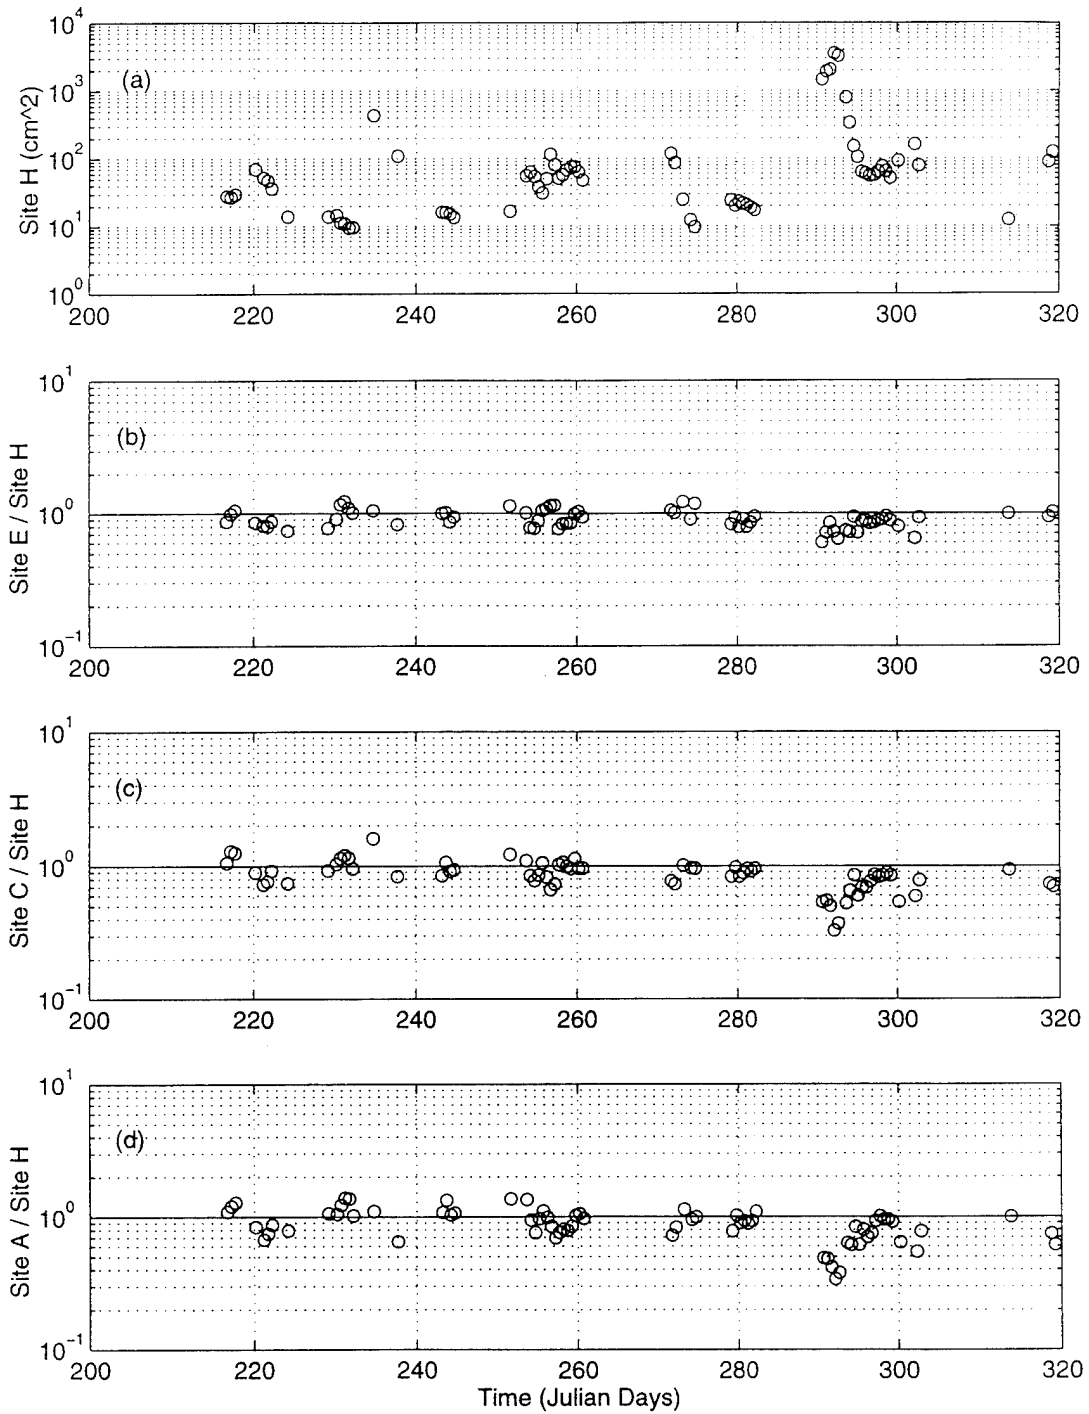 (a)
Site H (cm^2)
10^4
10^3
10^2
10^1
10^0
200 220 240 260 280 300 320
(b)
Site E / Site H
10^1
10^0
10^-1
200 220 240 260 280 300 320
(c)
Site C / Site H
10^1
10^0
10^-1
200 220 240 260 280 300 320
(d)
Site A / Site H
10^1
10^0
10^-1
200 220 240 260 280 300 320
Time (Julian Days)